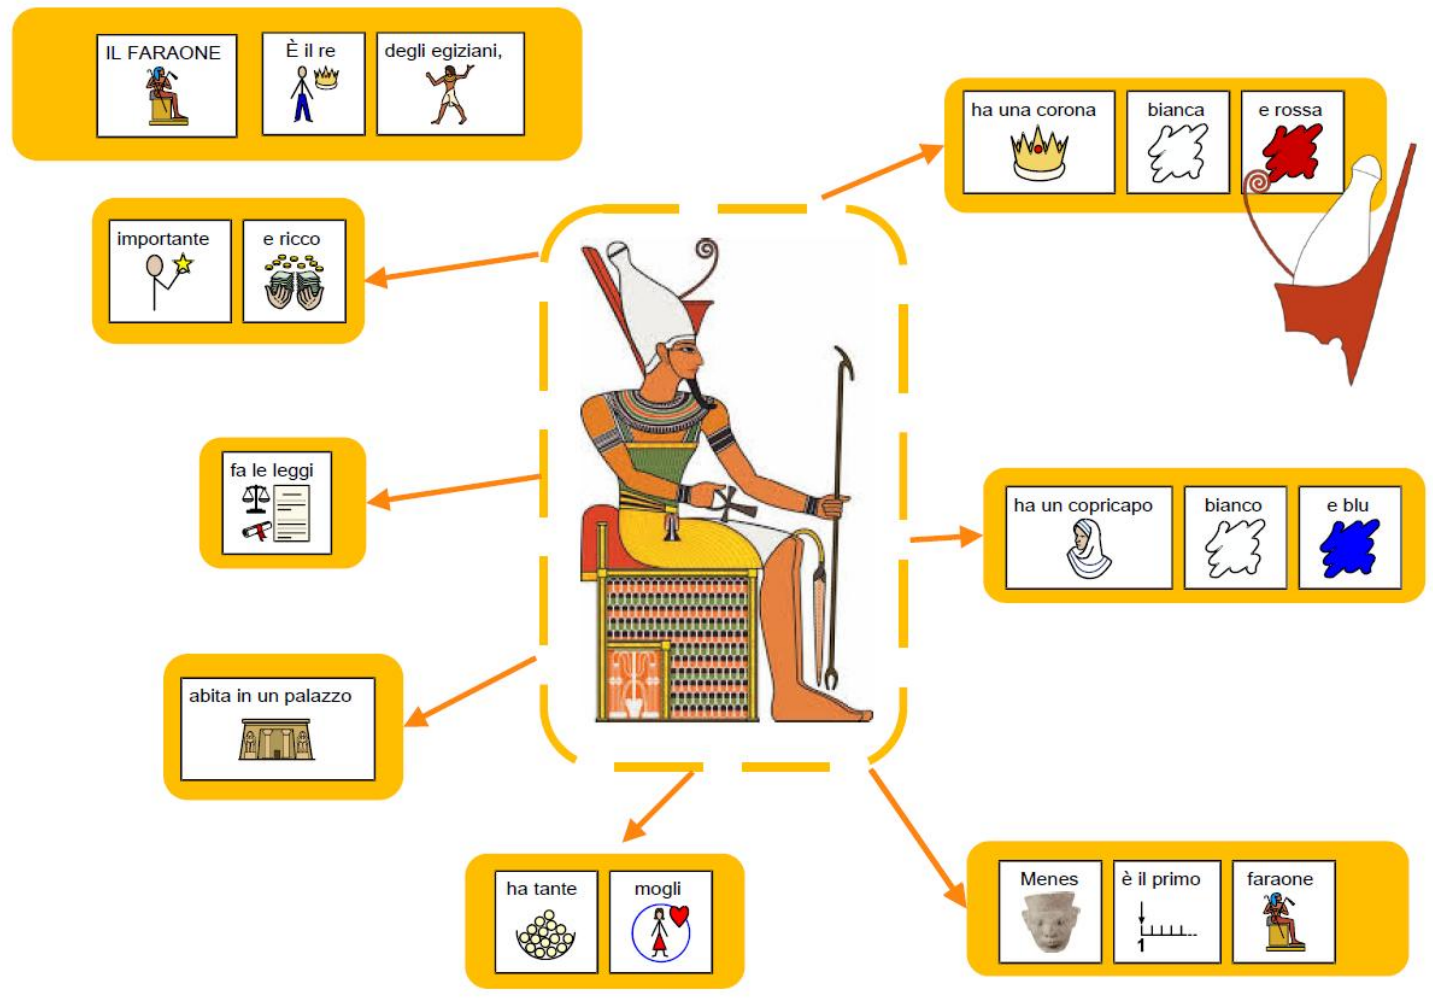 IL FARAONE È il re degli egiziani,
ha una corona bianca e rossa
importante e ricco
fa le leggi
ha un copricapo bianco e blu
abita in un palazzo
ha tante mogli
Menes è il primo faraone
1